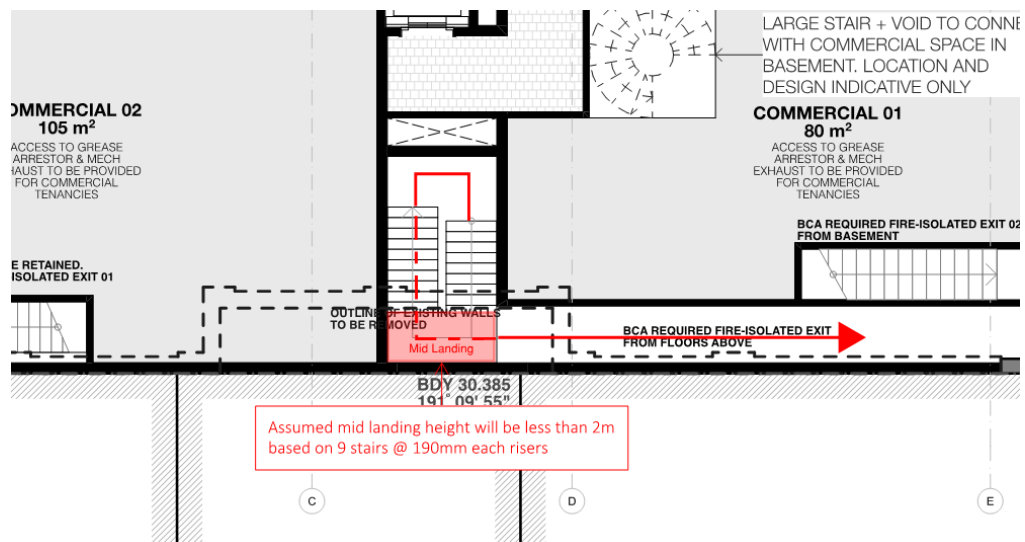 LARGE STAIR + VOID TO CONNE
WITH COMMERCIAL SPACE IN
BASEMENT. LOCATION AND
DESIGN INDICATIVE ONLY
OMMERCIAL 02
105 m²
ACCESS TO GREASE
ARRESTOR & MECH
HAUST TO BE PROVIDED
FOR COMMERCIAL
TENANCIES
COMMERCIAL 01
80 m²
ACCESS TO GREASE
ARRESTOR & MECH
EXHAUST TO BE PROVIDED
FOR COMMERCIAL
TENANCIES
BCA REQUIRED FIRE-ISOLATED EXIT 02
FROM BASEMENT
E RETAINED.
ISOLATED EXIT 01
OUTLINE OF EXISTING WALLS
TO BE REMOVED
BCA REQUIRED FIRE-ISOLATED EXIT
FROM FLOORS ABOVE
Mid Landing
BDY 30.385
191° 09' 55"
Assumed mid landing height will be less than 2m
based on 9 stairs @ 190mm each risers
C
D
E